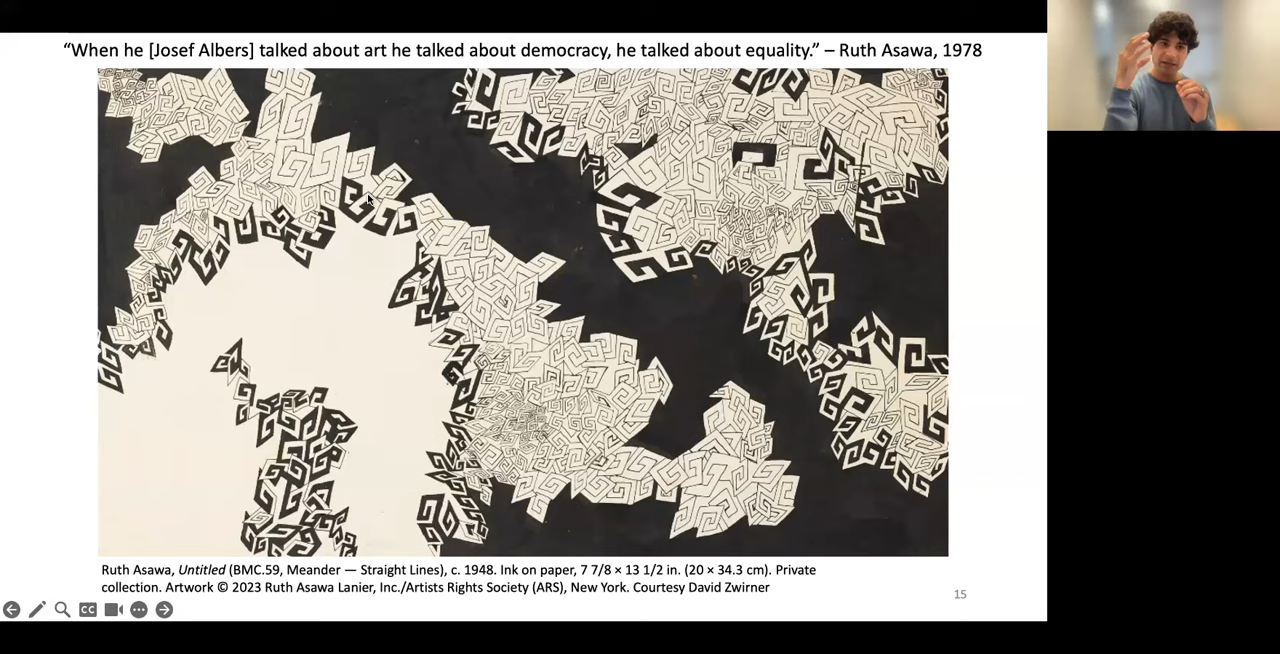 “When he [Josef Albers] talked about art he talked about democracy, he talked about equality.” – Ruth Asawa, 1978
Ruth Asawa, Untitled (BMC.59, Meander — Straight Lines), c. 1948. Ink on paper, 7 7/8 × 13 1/2 in. (20 × 34.3 cm). Private
collection. Artwork © 2023 Ruth Asawa Lanier, Inc./Artists Rights Society (ARS), New York. Courtesy David Zwirner
15
CC